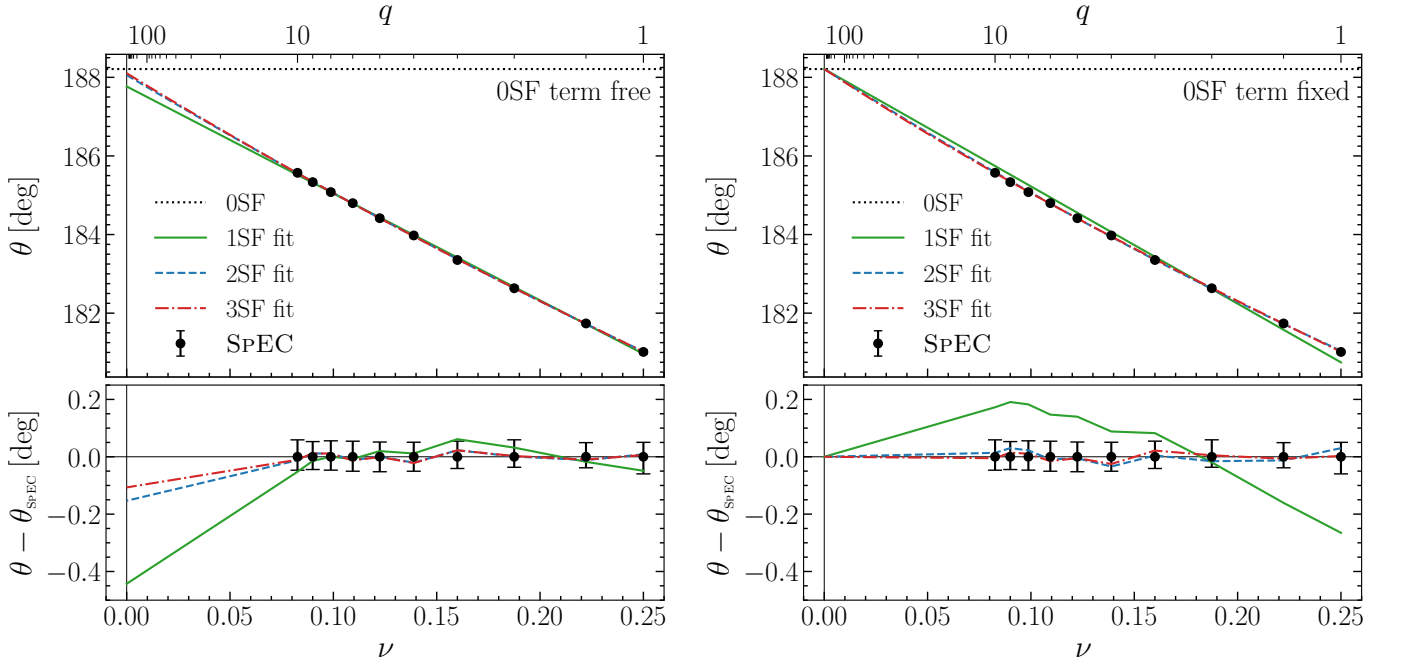 q
100 10 1
188
186
184
182
θ [deg]
0SF term free
0SF
1SF fit
2SF fit
3SF fit
SPEC
0.2
0.0
−0.2
−0.4
θ − θSPEC [deg]
0.00 0.05 0.10 0.15 0.20 0.25
ν
q
100 10 1
188
186
184
182
θ [deg]
0SF term fixed
0SF
1SF fit
2SF fit
3SF fit
SPEC
0.2
0.0
−0.2
−0.4
θ − θSPEC [deg]
0.00 0.05 0.10 0.15 0.20 0.25
ν